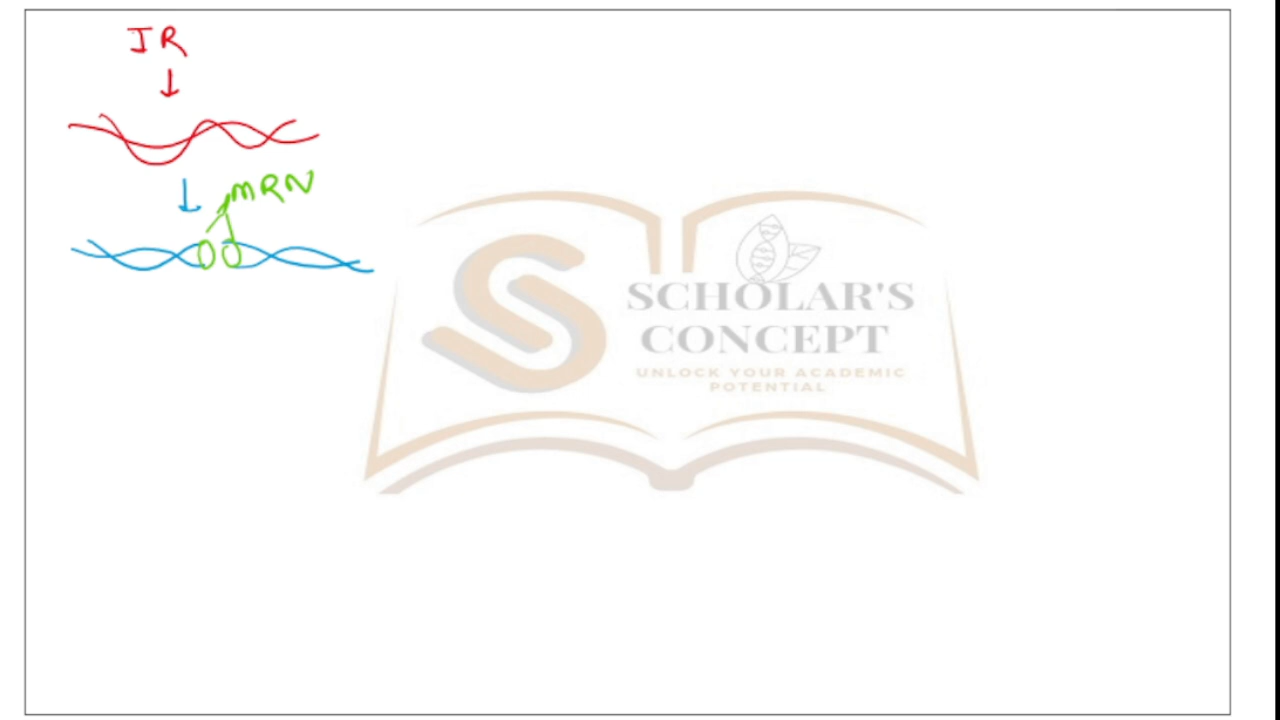 IR
MRN
SCHOLAR'S
CONCEPT
UNLOCK YOUR ACADEMIC
POTENTIAL